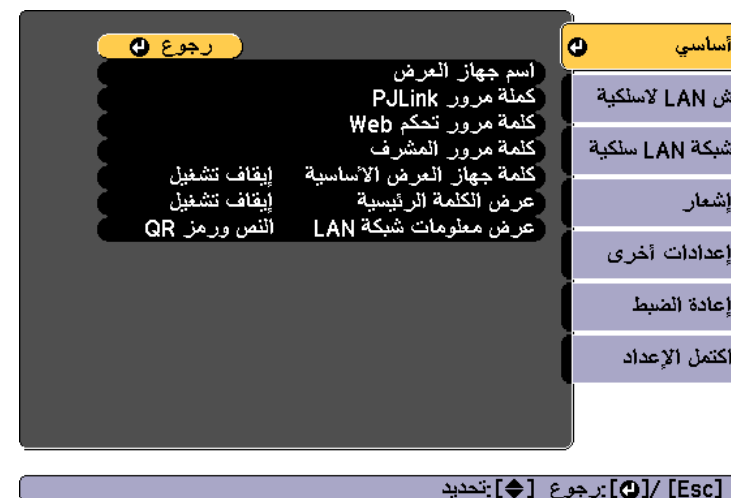 أساسي
ش LAN لاسلكية
شبكة LAN سلكية
إشعار
إعدادات أخرى
إعادة الضبط
اكتمل الإعداد
رجوع
اسم جهاز العرض
كملة مرور PJLink
كلمة مرور تحكم Web
كلمة مرور المشرف
كلمة جهاز العرض الأساسية إيقاف تشغيل
عرض الكلمة الرئيسية إيقاف تشغيل
عرض معلومات شبكة LAN النص ورمز QR
[Esc] /[⏎]:رجوع [◆]:تحديد